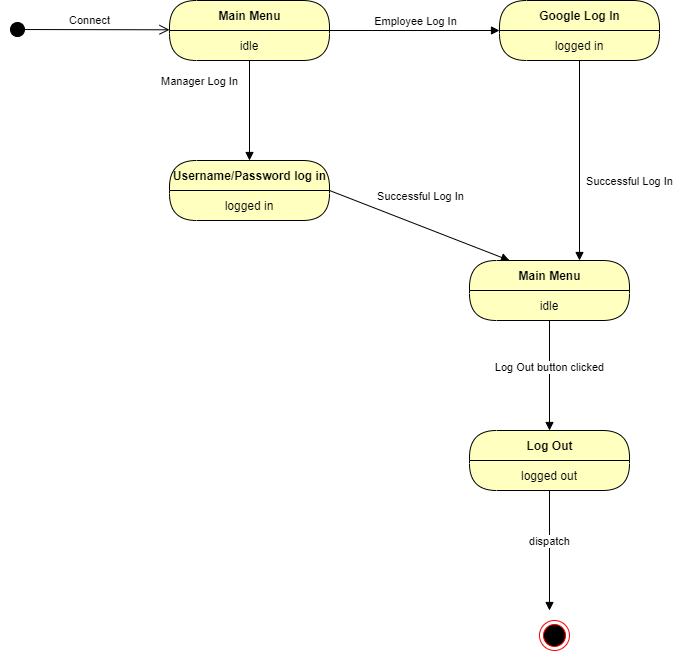 Connect
Main Menu
idle
Employee Log In
Google Log In
logged in
Manager Log In
Username/Password log in
logged in
Successful Log In
Successful Log In
Main Menu
idle
Log Out button clicked
Log Out
logged out
dispatch